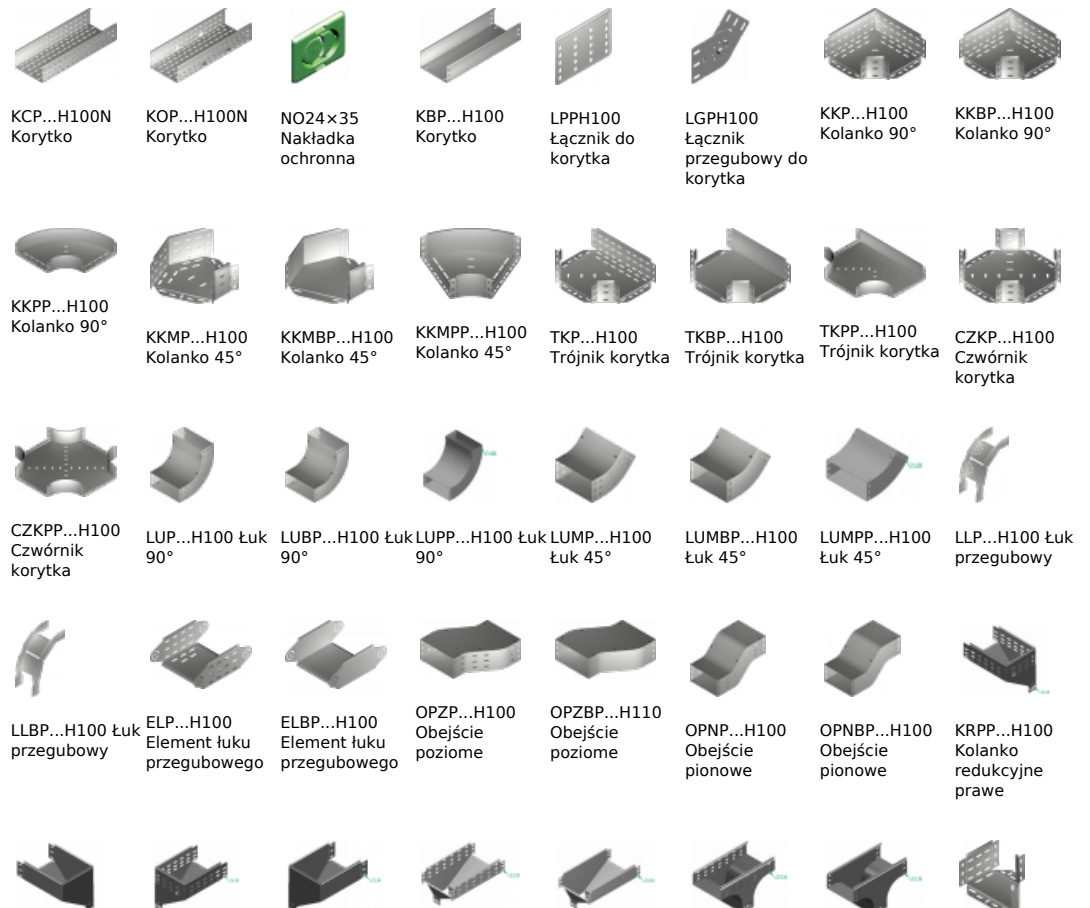 KCP...H100N
Korytko
KOP...H100N
Korytko
NO24×35
Nakładka
ochronna
KBP...H100
Korytko
LPPH100
Łącznik do
korytka
LGPH100
Łącznik
przegubowy do
korytka
KKP...H100
Kolanko 90°
KKBP...H100
Kolanko 90°
KKPP...H100
Kolanko 90°
KKMP...H100
Kolanko 45°
KKMBP...H100
Kolanko 45°
KKMPP...H100
Kolanko 45°
TKP...H100
Trójnik korytka
TKBP...H100
Trójnik korytka
TKPP...H100
Trójnik korytka
CZKP...H100
Czwórnik
korytka
CZKPP...H100
Czwórnik
korytka
LUP...H100 Łuk
90°
LUBP...H100 Łuk
90°
LUPP...H100 Łuk
90°
LUMP...H100
Łuk 45°
LUMBP...H100
Łuk 45°
LUMPP...H100
Łuk 45°
LLP...H100 Łuk
przegubowy
LLBP...H100 Łuk
przegubowy
ELP...H100
Element łuku
przegubowego
ELBP...H100
Element łuku
przegubowego
OPZP...H100
Obejście
poziome
OPZBP...H110
Obejście
poziome
OPNP...H100
Obejście
pionowe
OPNBP...H100
Obejście
pionowe
KRPP...H100
Kolanko
redukcyjne
prawe